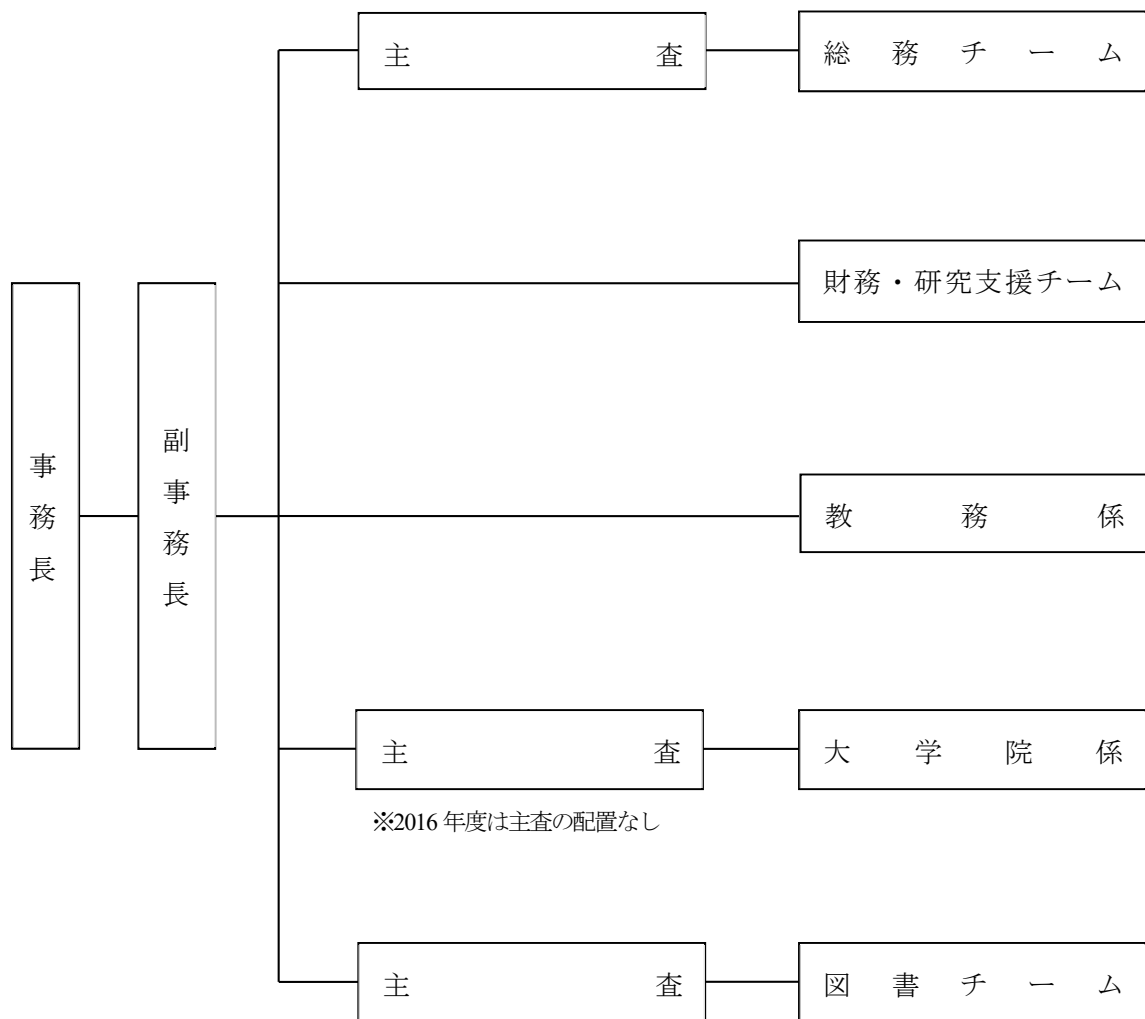 主査
総務チーム
財務・研究支援チーム
事務長
副事務長
教務係
主査
大学院係
※2016 年度は主査の配置なし
主査
図書チーム